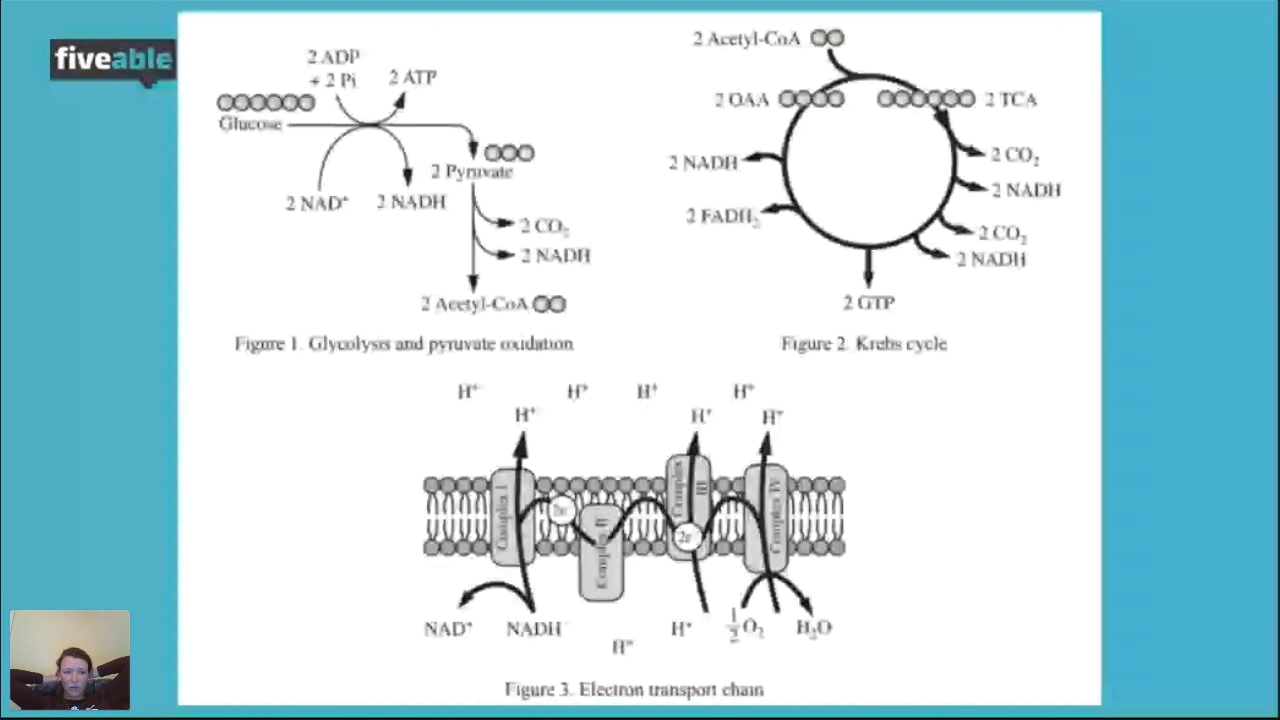 fiveable
2 ADP
+ 2 Pi
2 ATP
Glucose
2 NAD⁺
2 NADH
2 Pyruvate
2 CO₂
2 NADH
2 Acetyl-CoA
Figure 1. Glycolysis and pyruvate oxidation
2 Acetyl-CoA
2 OAA
2 TCA
2 NADH
2 CO₂
2 NADH
2 FADH₂
2 CO₂
2 NADH
2 GTP
Figure 2. Krebs cycle
H⁺ H⁺ H⁺ H⁺
H⁺ H⁺ H⁺
Complex I
2e⁻
Complex II
Complex III
2e⁻
Complex IV
NAD⁺ NADH H⁺ ½ O₂ H₂O
H⁺
Figure 3. Electron transport chain